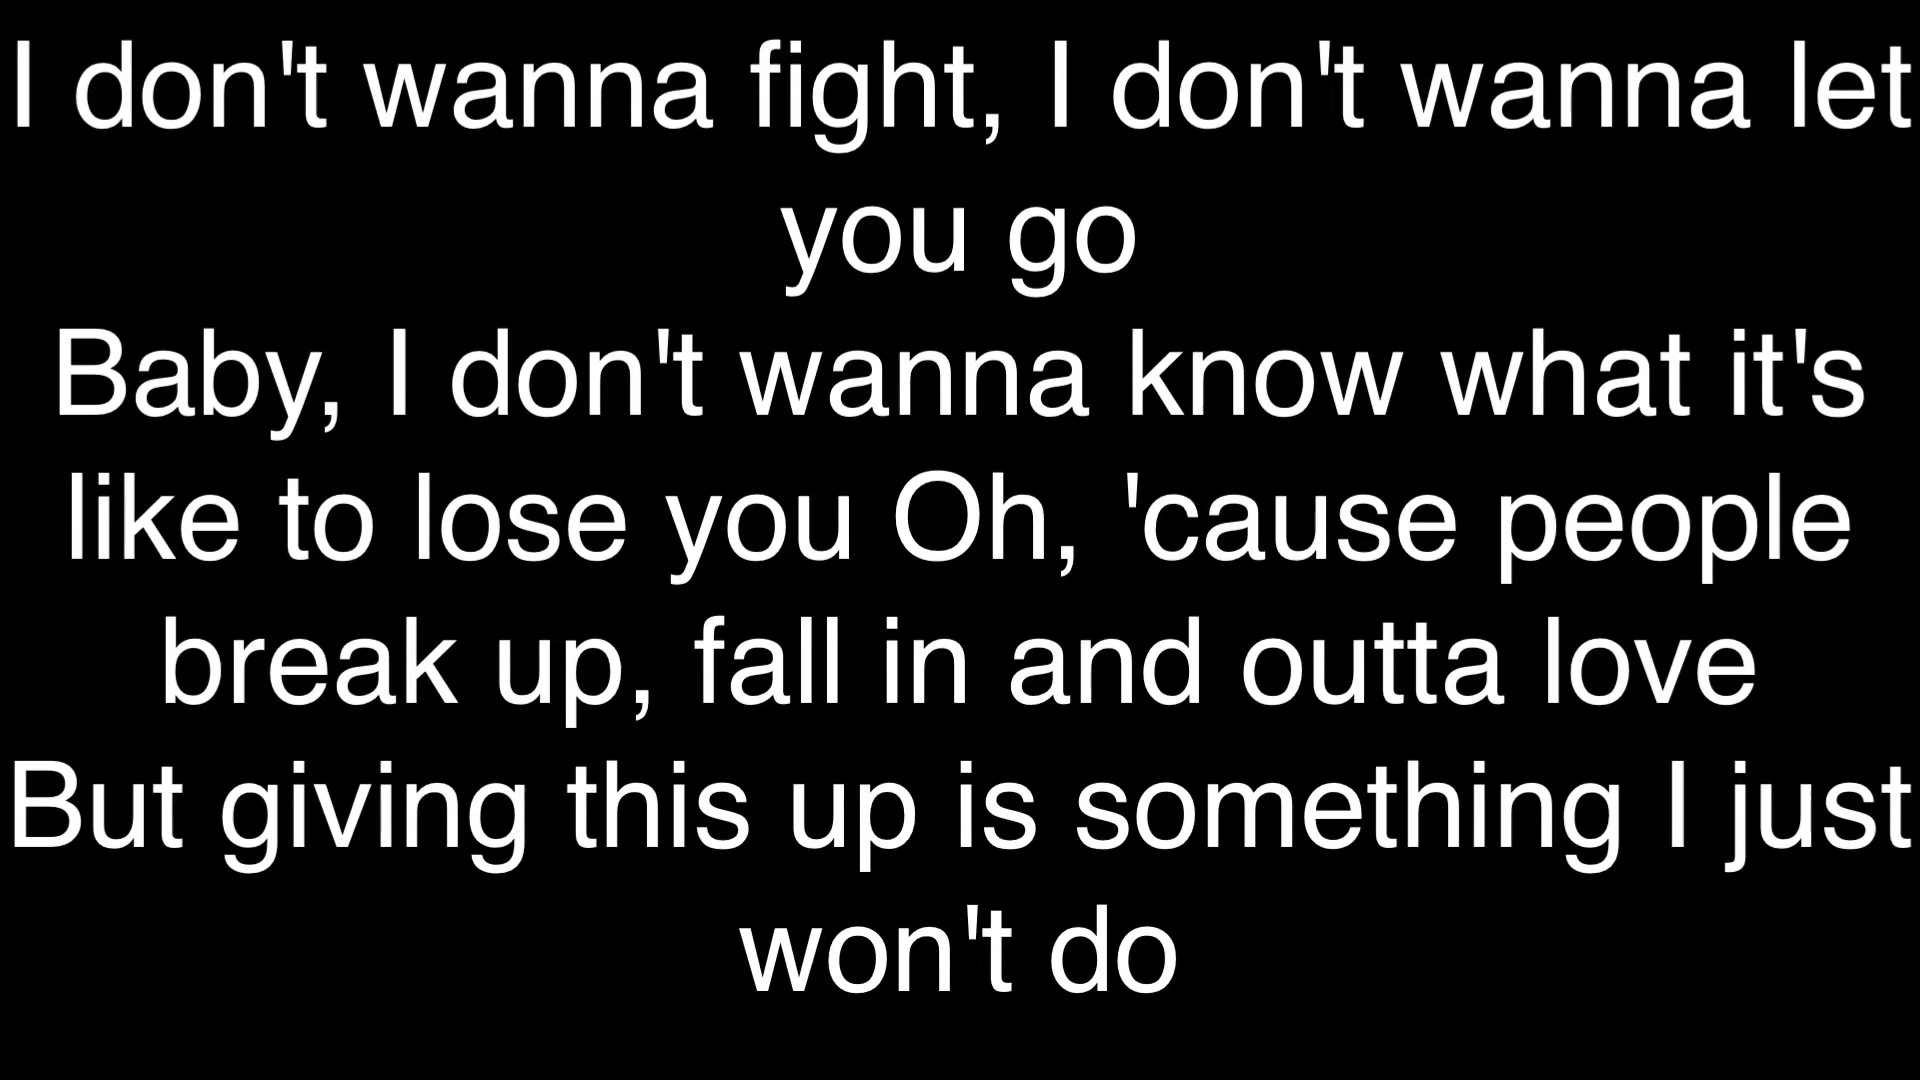 I don't wanna fight, I don't wanna let
you go
Baby, I don't wanna know what it's
like to lose you Oh, 'cause people
break up, fall in and outta love
But giving this up is something I just
won't do